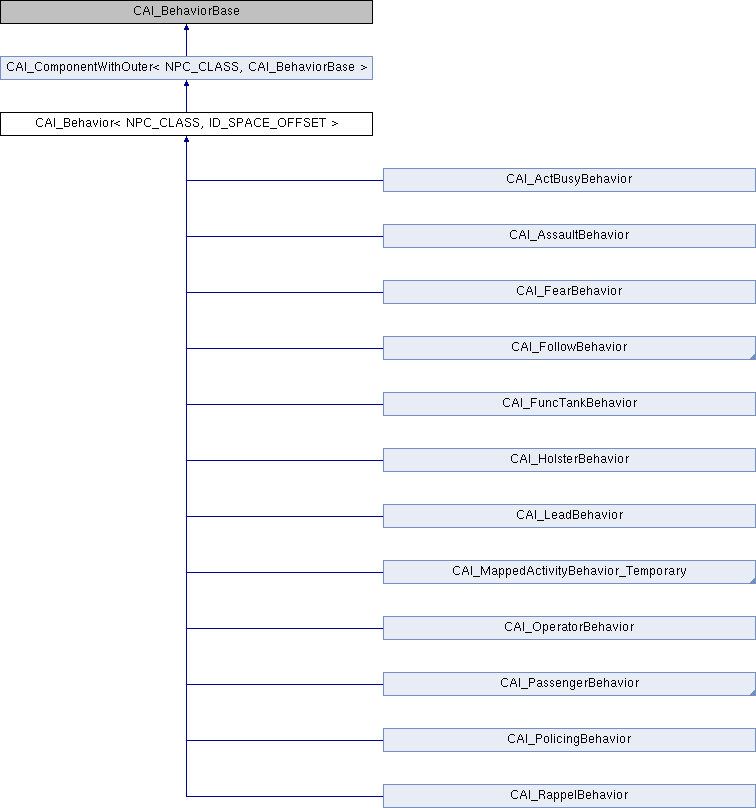 CAI_BehaviorBase
CAI_ComponentWithOuter< NPC_CLASS, CAI_BehaviorBase >
CAI_Behavior< NPC_CLASS, ID_SPACE_OFFSET >
CAI_ActBusyBehavior
CAI_AssaultBehavior
CAI_FearBehavior
CAI_FollowBehavior
CAI_FuncTankBehavior
CAI_HolsterBehavior
CAI_LeadBehavior
CAI_MappedActivityBehavior_Temporary
CAI_OperatorBehavior
CAI_PassengerBehavior
CAI_PolicingBehavior
CAI_RappelBehavior